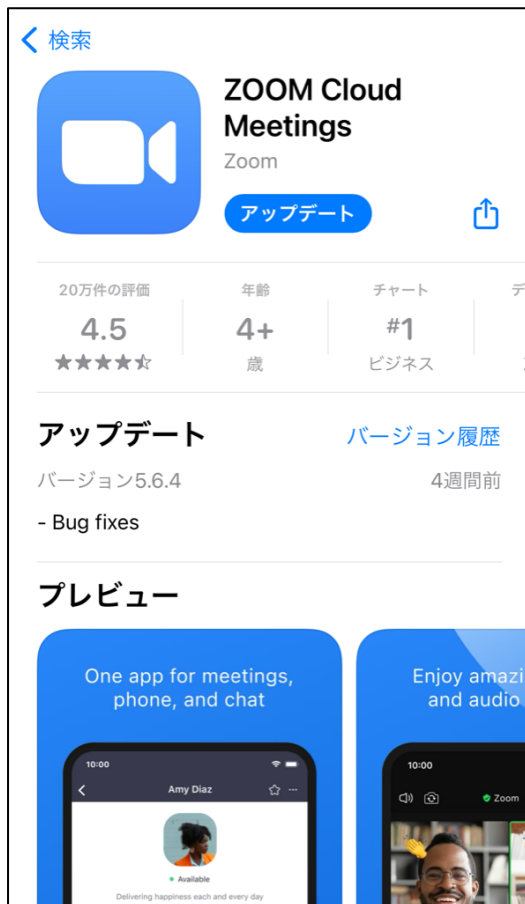 検索
ZOOM Cloud
Meetings
Zoom
アップデート
20万件の評価
年齢
チャート
4.5
4+
#1
歳
ビジネス
アップデート
バージョン履歴
バージョン5.6.4
4週間前
- Bug fixes
プレビュー
One app for meetings,
phone, and chat
Enjoy
and audio
10:00
Amy Diaz
Available
Delivering happiness each and every day
10:00
Zoom